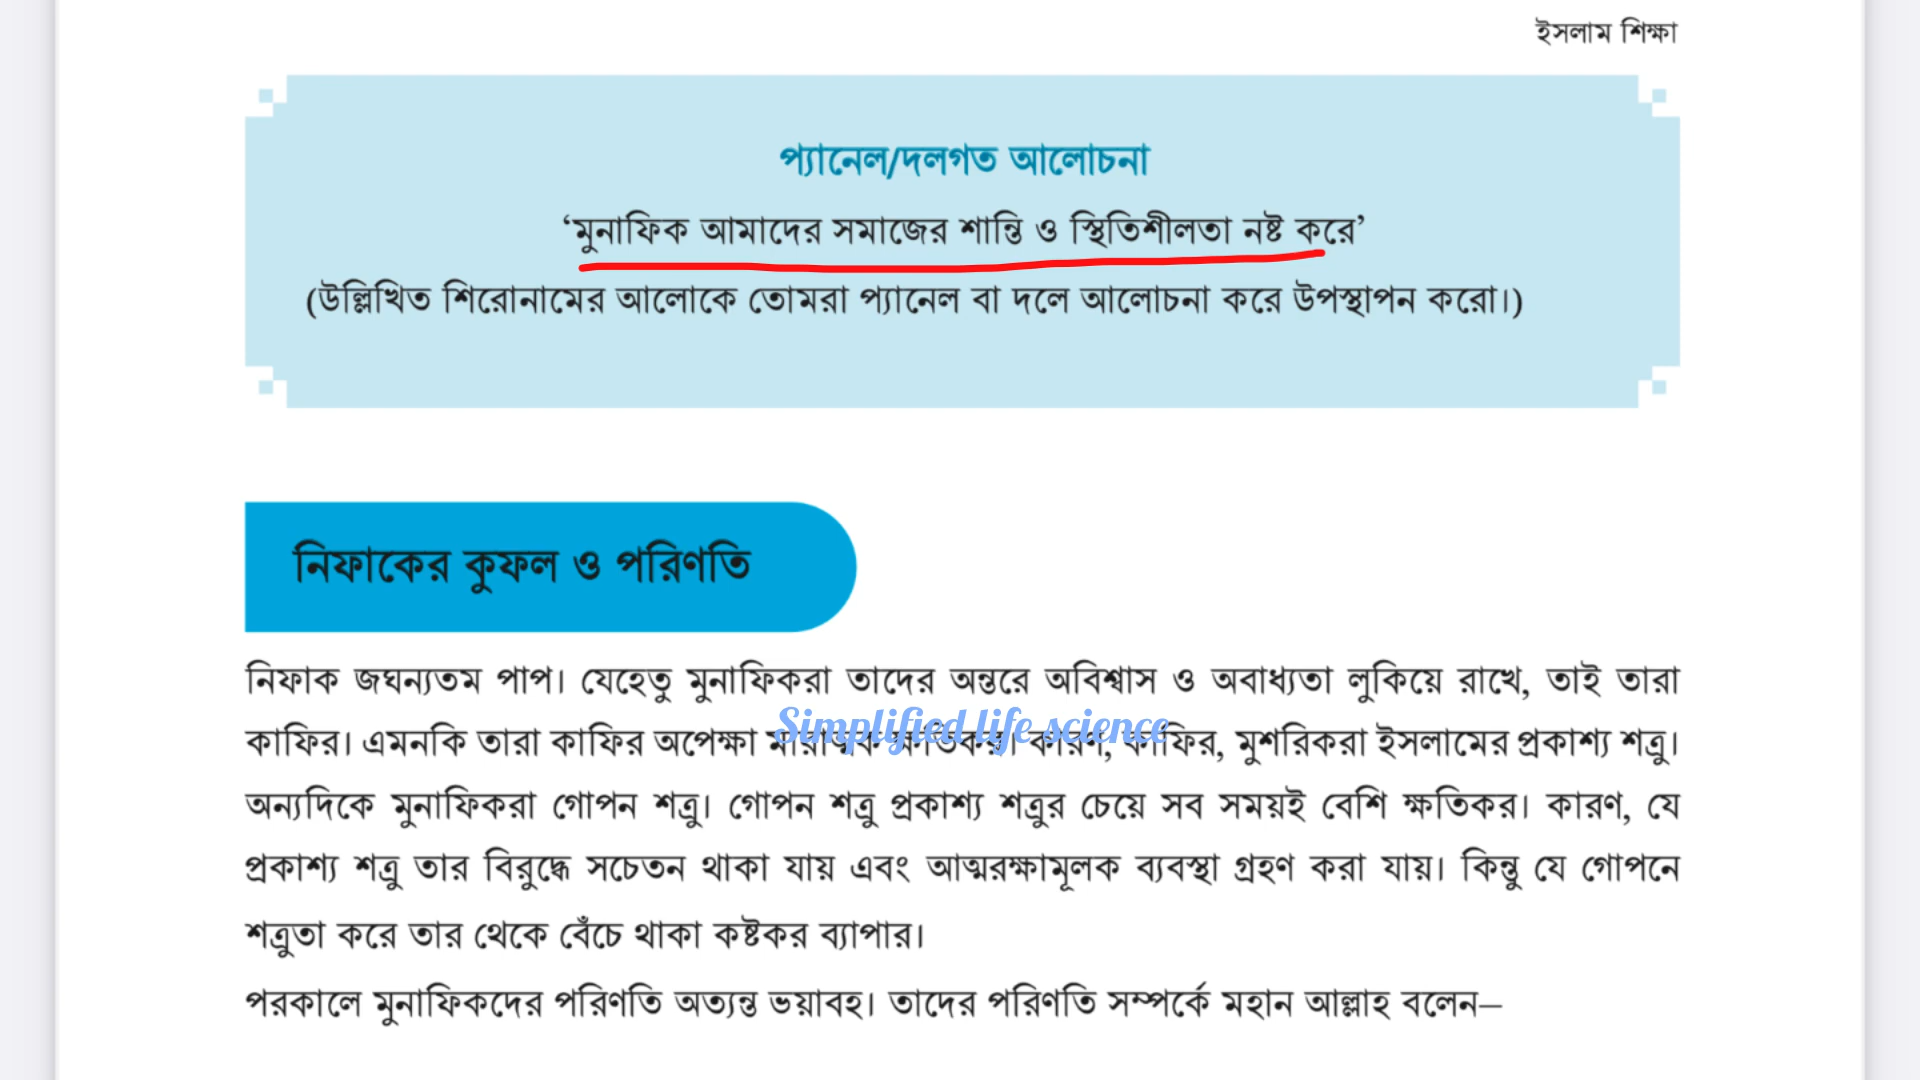 ইসলাম শিক্ষা
প্যানেল/দলগত আলোচনা
‘মুনাফিক আমাদের সমাজের শান্তি ও স্থিতিশীলতা নষ্ট করে’
(উল্লিখিত শিরোনামের আলোকে তোমরা প্যানেল বা দলে আলোচনা করে উপস্থাপন করো।)
নিফাকের কুফল ও পরিণতি
নিফাক জঘন্যতম পাপ। যেহেতু মুনাফিকরা তাদের অন্তরে অবিশ্বাস ও অবাধ্যতা লুকিয়ে রাখে, তাই তারা
Simplified life science
কাফির। এমনকি তারা কাফির অপেক্ষা মারাত্মক ক্ষতিকর। কারণ, কাফির, মুশরিকরা ইসলামের প্রকাশ্য শত্রু।
অন্যদিকে মুনাফিকরা গোপন শত্রু। গোপন শত্রু প্রকাশ্য শত্রুর চেয়ে সব সময়ই বেশি ক্ষতিকর। কারণ, যে
প্রকাশ্য শত্রু তার বিরুদ্ধে সচেতন থাকা যায় এবং আত্মরক্ষামূলক ব্যবস্থা গ্রহণ করা যায়। কিন্তু যে গোপনে
শত্রুতা করে তার থেকে বেঁচে থাকা কষ্টকর ব্যাপার।
পরকালে মুনাফিকদের পরিণতি অত্যন্ত ভয়াবহ। তাদের পরিণতি সম্পর্কে মহান আল্লাহ বলেন—